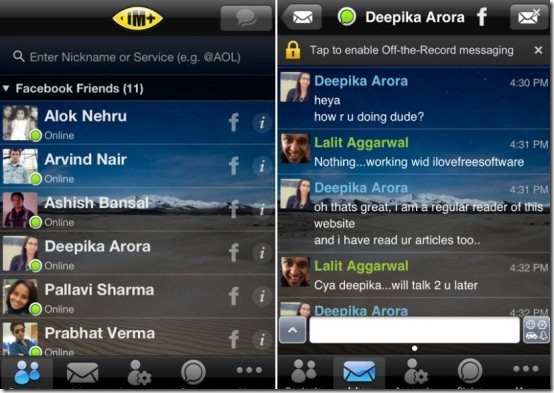 IM+
Enter Nickname or Service (e.g. @AOL)
Facebook Friends (11)
Alok Nehru
Online
Arvind Nair
Online
Ashish Bansal
Online
Deepika Arora
Online
Pallavi Sharma
Online
Prabhat Verma
Online
Deepika Arora
Tap to enable Off-the-Record messaging
Deepika Arora 4:30 PM
heya
how r u doing dude?
Lalit Aggarwal 4:31 PM
Nothing...working wid ilovefreesoftware
Deepika Arora 4:31 PM
oh thats great, i am a regular reader of this
website
and i have read ur articles too..
Lalit Aggarwal 4:32 PM
Cya deepika...will talk 2 u later
Deepika Arora 4:32 PM